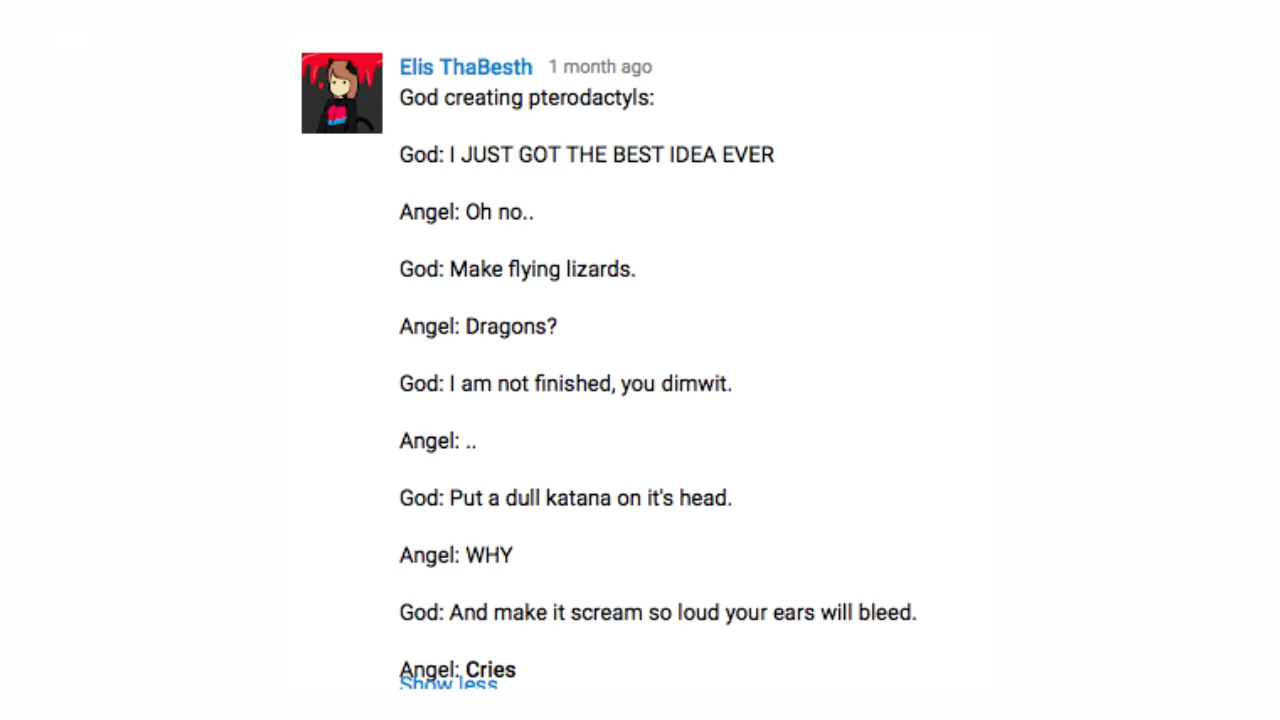 Elis ThaBesth 1 month ago
God creating pterodactyls:
God: I JUST GOT THE BEST IDEA EVER
Angel: Oh no..
God: Make flying lizards.
Angel: Dragons?
God: I am not finished, you dimwit.
Angel: ..
God: Put a dull katana on it's head.
Angel: WHY
God: And make it scream so loud your ears will bleed.
Angel: Cries
Show less